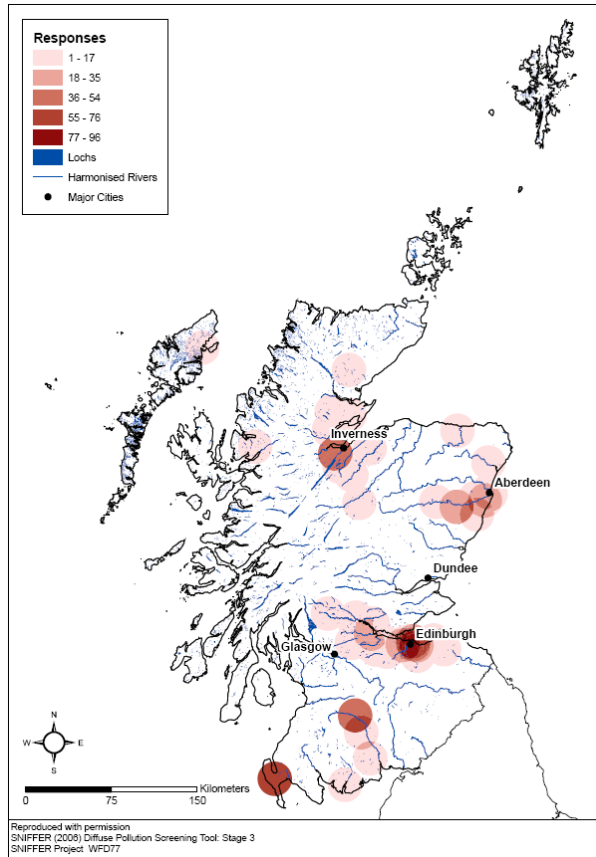 Responses
1 - 17
18 - 35
36 - 54
55 - 76
77 - 96
Lochs
Harmonised Rivers
Major Cities
Inverness
Aberdeen
Dundee
Edinburgh
Glasgow
N
W E
S
Kilometers
0 75 150
Reproduced with permission
SNIFFER (2006) Diffuse Pollution Screening Tool: Stage 3
SNIFFER Project WFD77